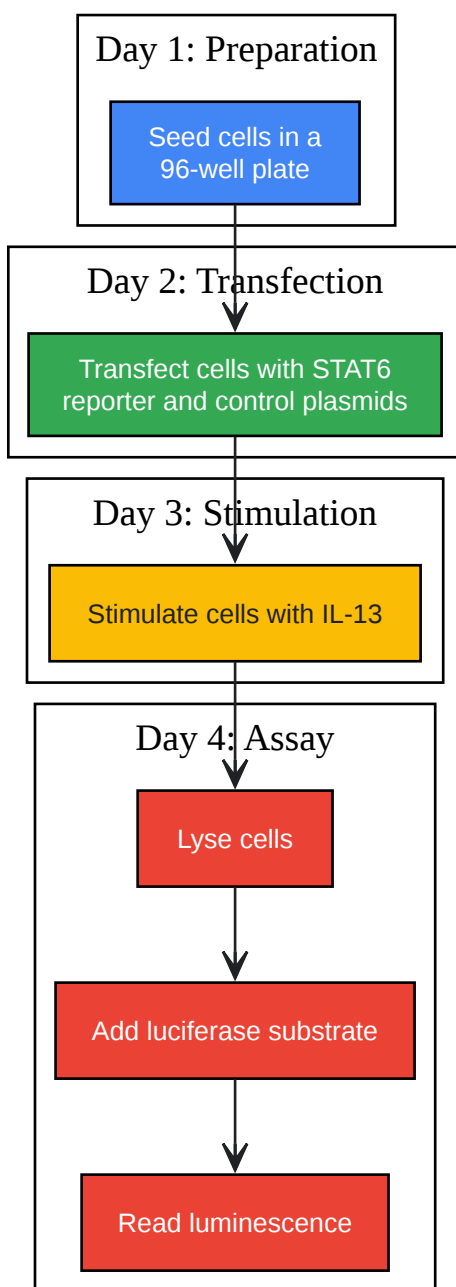 Day 1: Preparation
Seed cells in a
96-well plate
Day 2: Transfection
Transfect cells with STAT6
reporter and control plasmids
Day 3: Stimulation
Stimulate cells with IL-13
Day 4: Assay
Lyse cells
Add luciferase substrate
Read luminescence